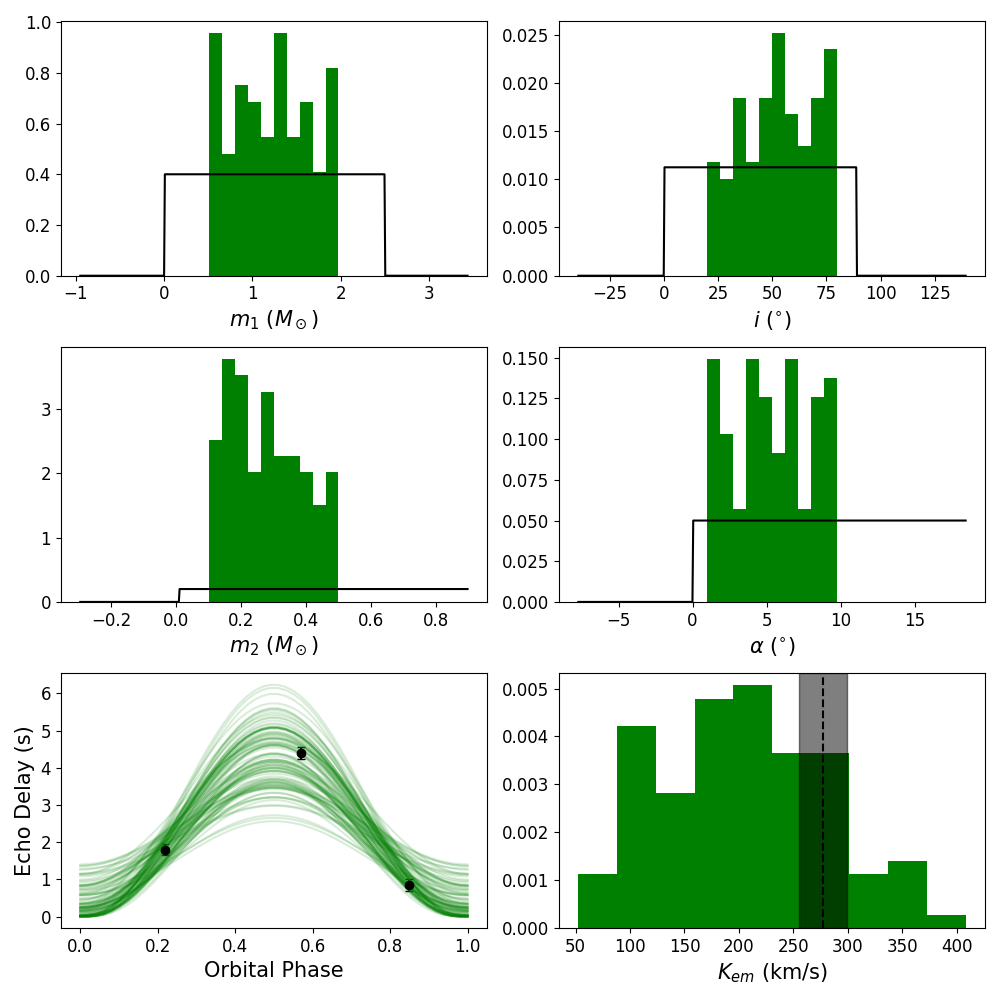 1.0
0.8
0.6
0.4
0.2
0.0
−1 0 1 2 3
m₁ (M⊙)
0.025
0.020
0.015
0.010
0.005
0.000
−25 0 25 50 75 100 125
i (°)
3
2
1
0
−0.2 0.0 0.2 0.4 0.6 0.8
m₂ (M⊙)
0.150
0.125
0.100
0.075
0.050
0.025
0.000
−5 0 5 10 15
α (°)
Echo Delay (s)
6
5
4
3
2
1
0
0.0 0.2 0.4 0.6 0.8 1.0
Orbital Phase
0.005
0.004
0.003
0.002
0.001
0.000
50 100 150 200 250 300 350 400
Kₑₘ (km/s)